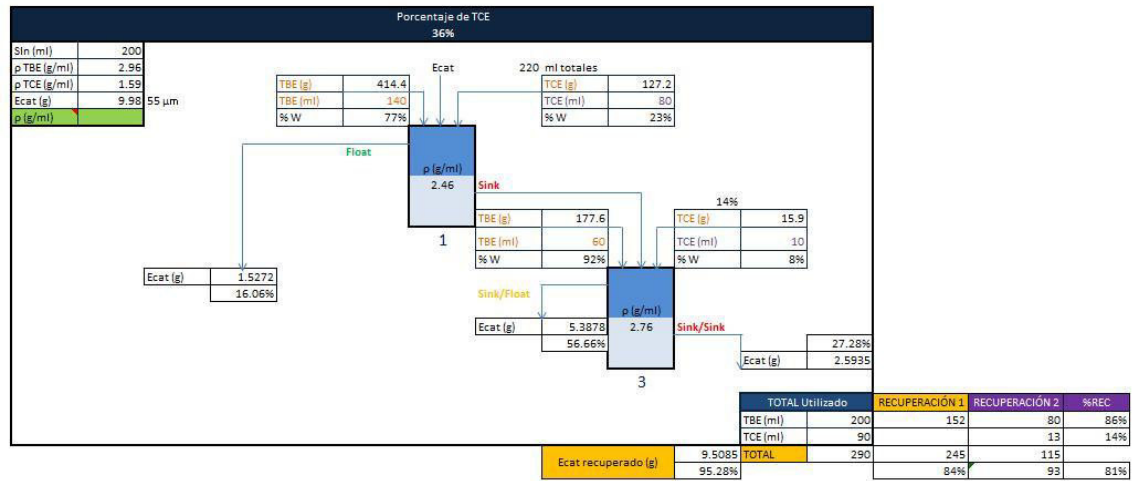 Porcentaje de TCE
36%
Sln (ml) 200
ρ TBE (g/ml) 2.96
ρ TCE (g/ml) 1.59
Ecat (g) 9.98 55 µm
ρ (g/ml)
Ecat 220 ml totales
TBE (g) 414.4 TCE (g) 127.2
TBE (ml) 140 TCE (ml) 80
% W 77% % W 23%
Float
ρ (g/ml)
2.46 Sink
1
14%
TBE (g) 177.6 TCE (g) 15.9
TBE (ml) 60 TCE (ml) 10
% W 92% % W 8%
Ecat (g) 1.5272
16.06%
Sink/Float
ρ (g/ml)
Ecat (g) 5.3878 2.76 Sink/Sink
56.66% 27.28%
Ecat (g) 2.5935
3
TOTAL Utilizado RECUPERACIÓN 1 RECUPERACIÓN 2 %REC
TBE (ml) 200 152 80 86%
TCE (ml) 90 13 14%
Ecat recuperado (g) 9.5085 TOTAL 290 245 115
95.28% 84% 93 81%